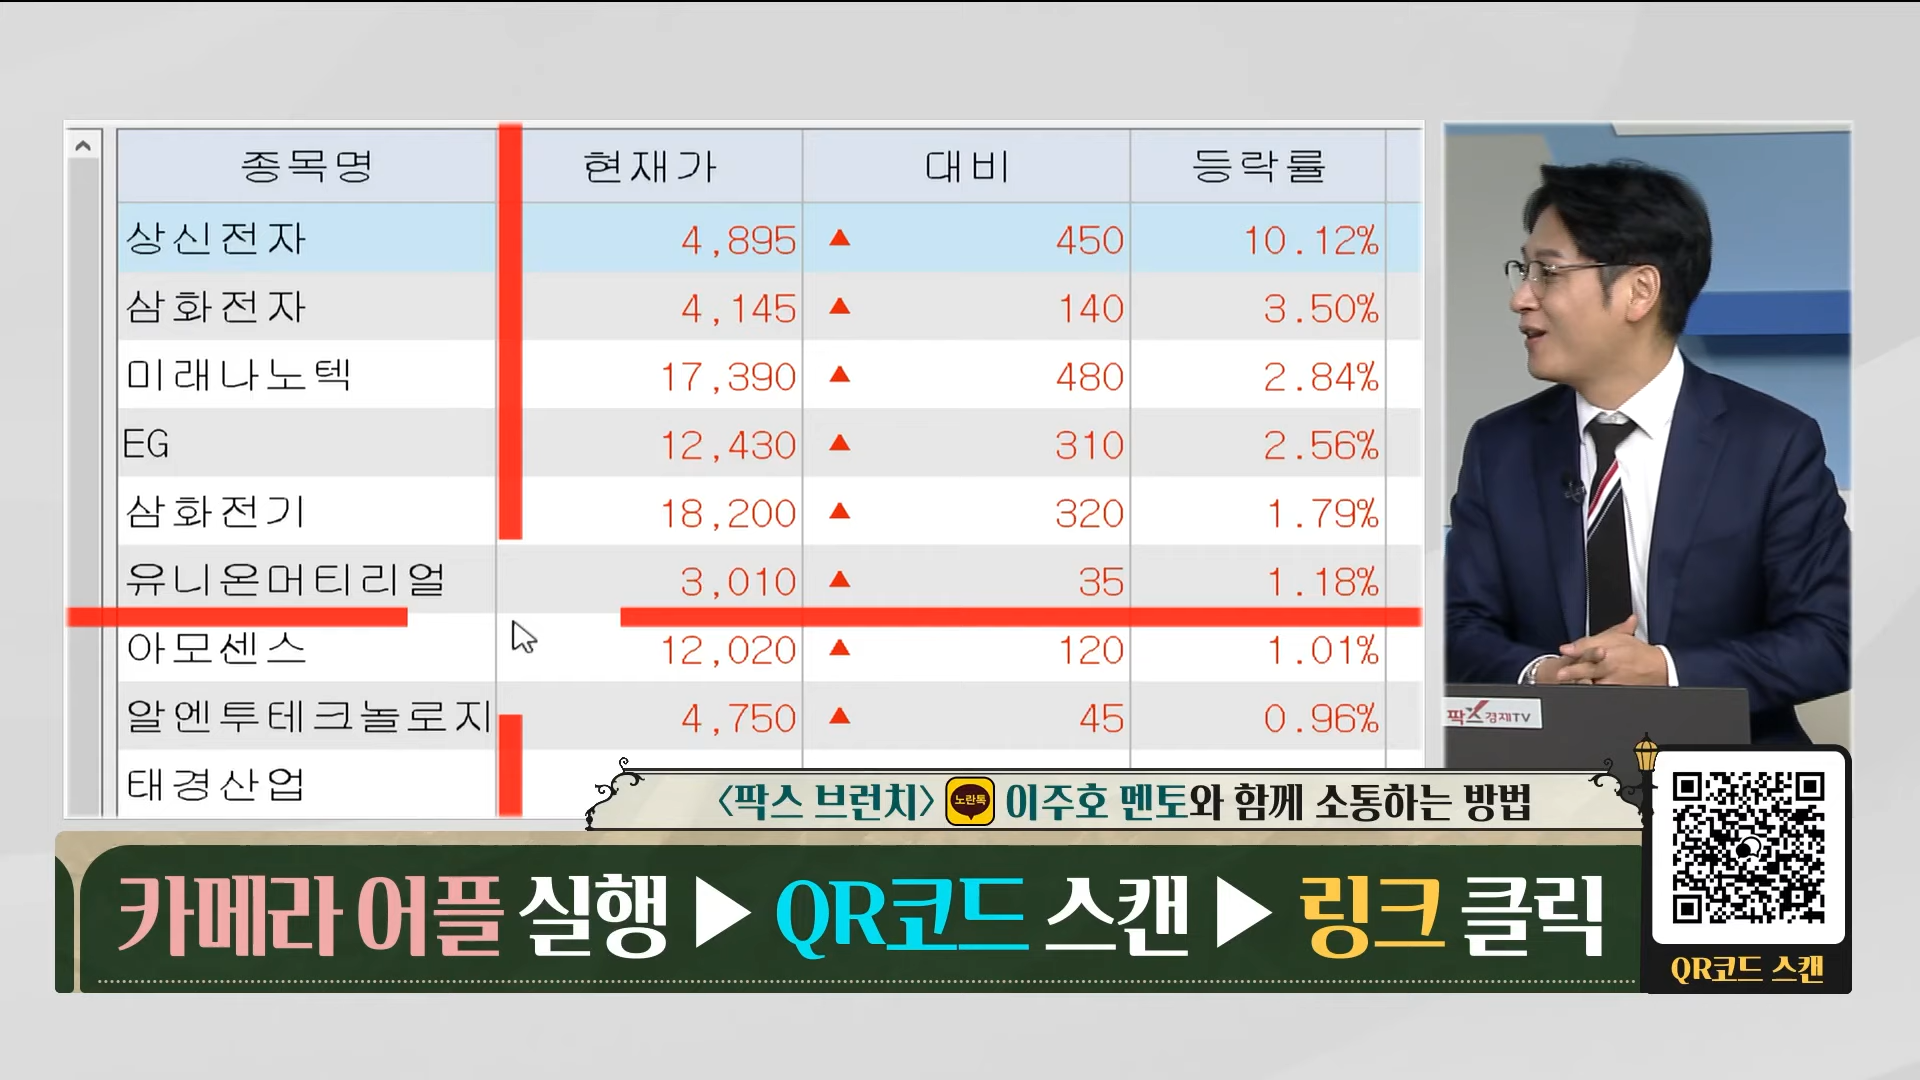 종목명 현재가 대비 등락률
상신전자 4,895 ▲ 450 10.12%
삼화전자 4,145 ▲ 140 3.50%
미래나노텍 17,390 ▲ 480 2.84%
EG 12,430 ▲ 310 2.56%
삼화전기 18,200 ▲ 320 1.79%
유니온머티리얼 3,010 ▲ 35 1.18%
아모센스 12,020 ▲ 120 1.01%
알엔투테크놀로지 4,750 ▲ 45 0.96%
태경산업
팍스경제TV
<팍스 브런치> 노란톡 이주호 멘토와 함께 소통하는 방법
카메라 어플 실행 ▶ QR코드 스캔 ▶ 링크 클릭
QR코드 스캔